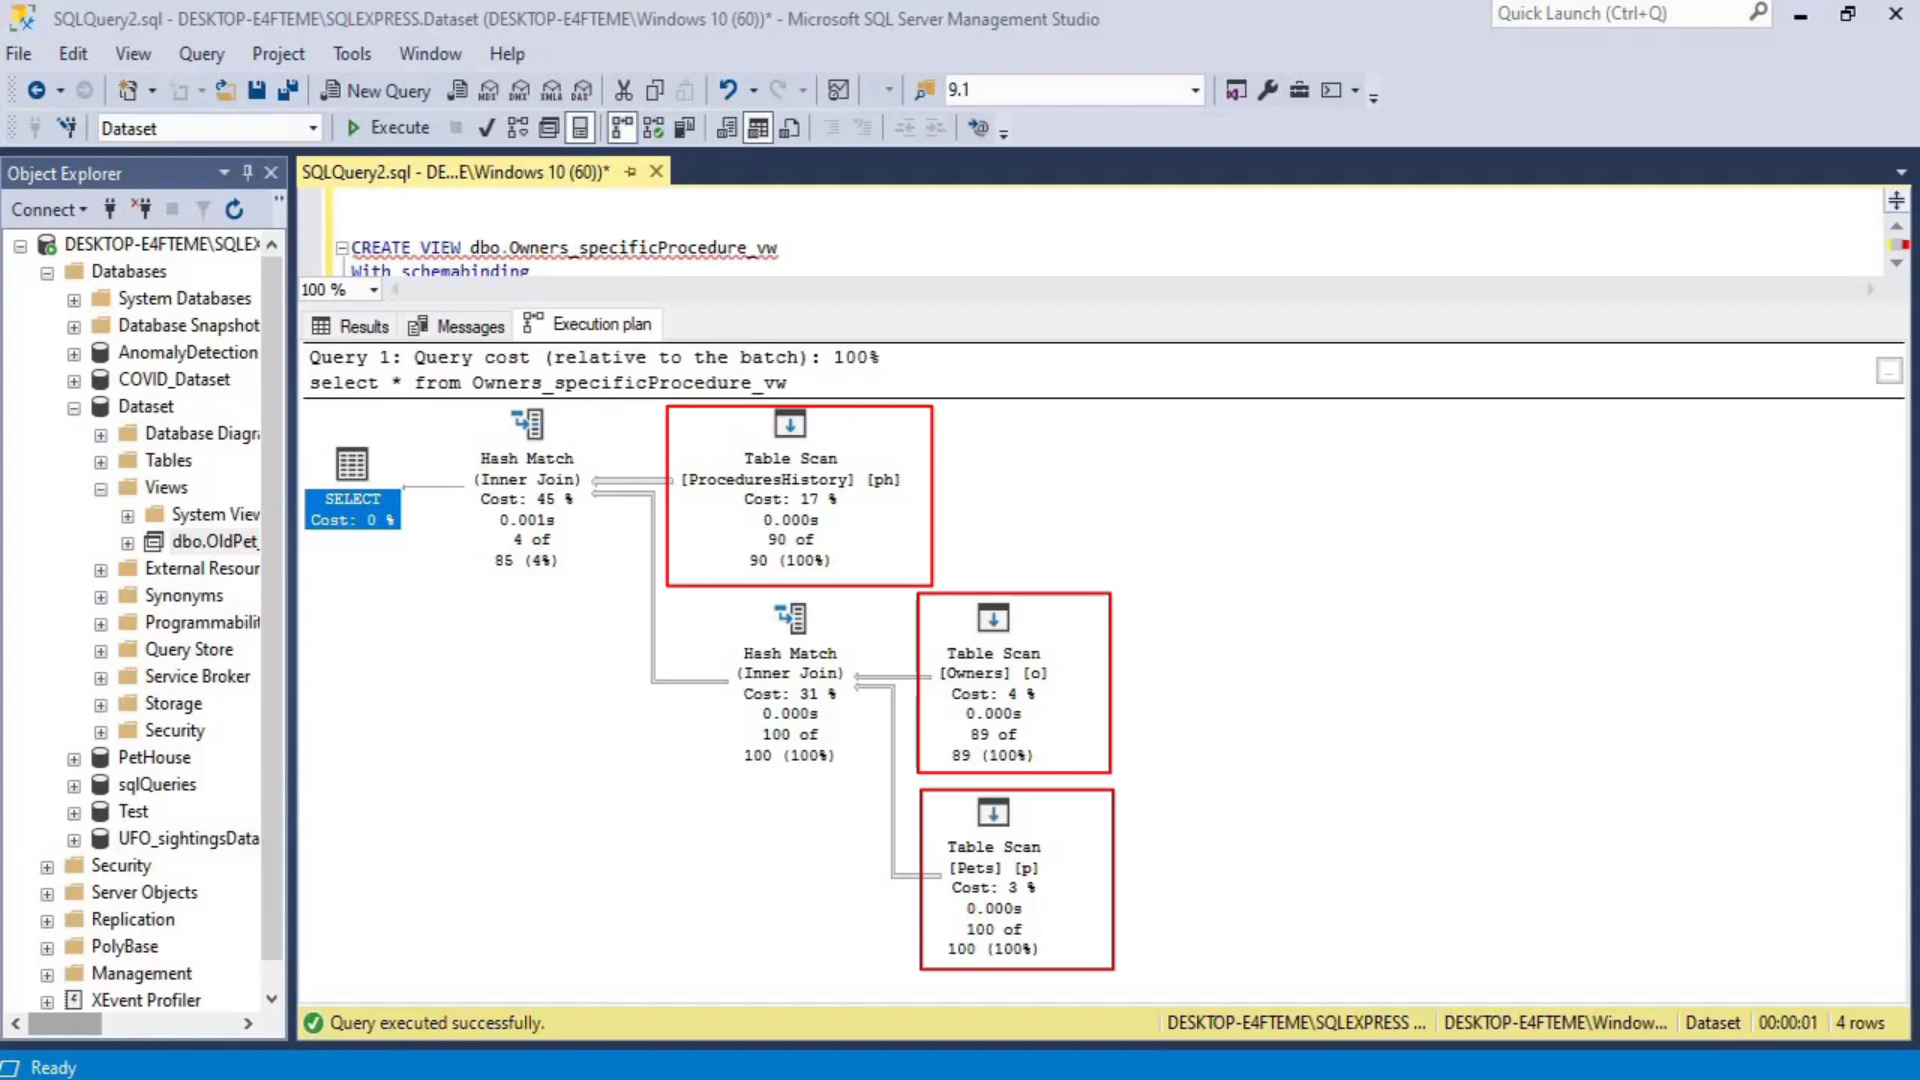 SQLQuery2.sql - DESKTOP-E4FTEME\SQLEXPRESS.Dataset (DESKTOP-E4FTEME\Windows 10 (60))* - Microsoft SQL Server Management Studio
Quick Launch (Ctrl+Q)
File Edit View Query Project Tools Window Help
New Query
MDX DMX XMLA DAX
9.1
Dataset
Execute
Object Explorer
SQLQuery2.sql - DE...E\Windows 10 (60))*
Connect
DESKTOP-E4FTEME\SQLEX
Databases
System Databases
Database Snapshot
AnomalyDetection
COVID_Dataset
Dataset
Database Diagr
Tables
Views
System View
dbo.OldPet_
External Resour
Synonyms
Programmabilit
Query Store
Service Broker
Storage
Security
PetHouse
sqlQueries
Test
UFO_sightingsData
Security
Server Objects
Replication
PolyBase
Management
XEvent Profiler
CREATE VIEW dbo.Owners_specificProcedure_vw
With schemabinding
100 %
Results Messages Execution plan
Query 1: Query cost (relative to the batch): 100%
select * from Owners_specificProcedure_vw
...
SELECT
Cost: 0 %
Hash Match
(Inner Join)
Cost: 45 %
0.001s
4 of
85 (4%)
Table Scan
[ProceduresHistory] [ph]
Cost: 17 %
0.000s
90 of
90 (100%)
Hash Match
(Inner Join)
Cost: 31 %
0.000s
100 of
100 (100%)
Table Scan
[Owners] [o]
Cost: 4 %
0.000s
89 of
89 (100%)
Table Scan
[Pets] [p]
Cost: 3 %
0.000s
100 of
100 (100%)
Query executed successfully.
DESKTOP-E4FTEME\SQLEXPRESS ... DESKTOP-E4FTEME\Window... Dataset 00:00:01 4 rows
Ready